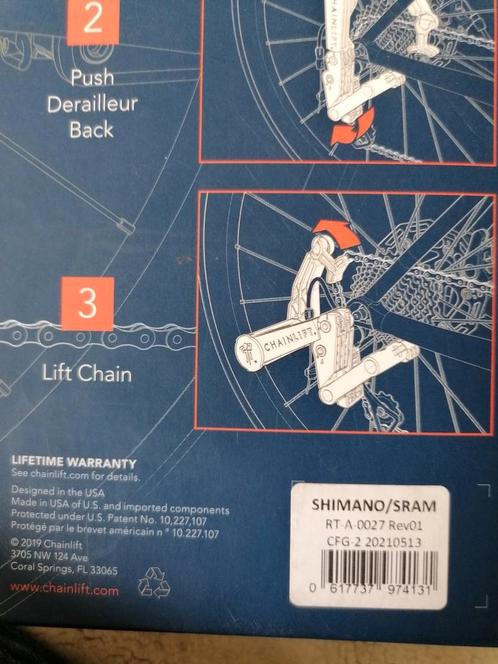 2
Push
Derailleur
Back
CHAINLIFT
3
Lift Chain
CHAINLIFT
LIFETIME WARRANTY
See chainlift.com for details.
Designed in the USA
Made in USA of U.S. and imported components
Protected under U.S. Patent No. 10,227,107
Protégé par le brevet américain n° 10.227.107
© 2019 Chainlift
3705 NW 124 Ave
Coral Springs, FL 33065
www.chainlift.com
SHIMANO/SRAM
RT-A-0027 Rev01
CFG-2 20210513
0 617737 974131